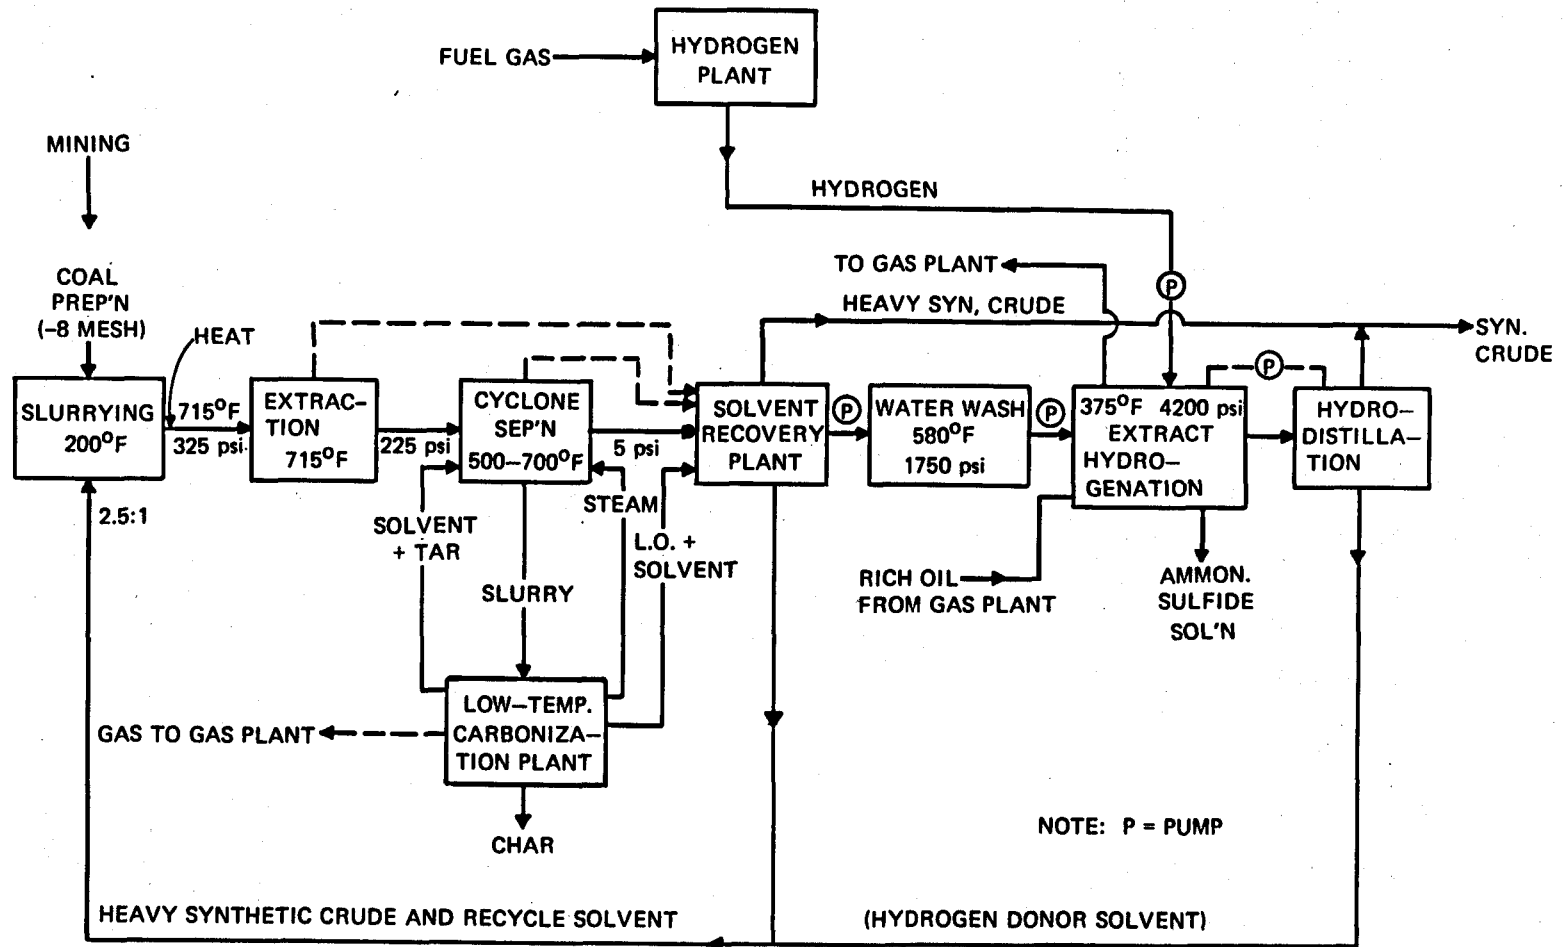 FUEL GAS
HYDROGEN
PLANT
MINING
HYDROGEN
COAL
PREP'N
(-8 MESH)
HEAT
TO GAS PLANT
P
HEAVY SYN, CRUDE
SYN.
CRUDE
SLURRYING
200°F
715°F
325 psi.
EXTRAC-
TION
715°F
225 psi
CYCLONE
SEP'N
500-700°F
5 psi
SOLVENT
RECOVERY
PLANT
P
WATER WASH
580°F
1750 psi
P
375°F 4200 psi
EXTRACT
HYDRO-
GENATION
P
HYDRO-
DISTILLA-
TION
2.5:1
SOLVENT
+ TAR
SLURRY
STEAM
L.O. +
SOLVENT
RICH OIL
FROM GAS PLANT
AMMON.
SULFIDE
SOL'N
GAS TO GAS PLANT
LOW-TEMP.
CARBONIZA-
TION PLANT
CHAR
NOTE: P = PUMP
HEAVY SYNTHETIC CRUDE AND RECYCLE SOLVENT
(HYDROGEN DONOR SOLVENT)